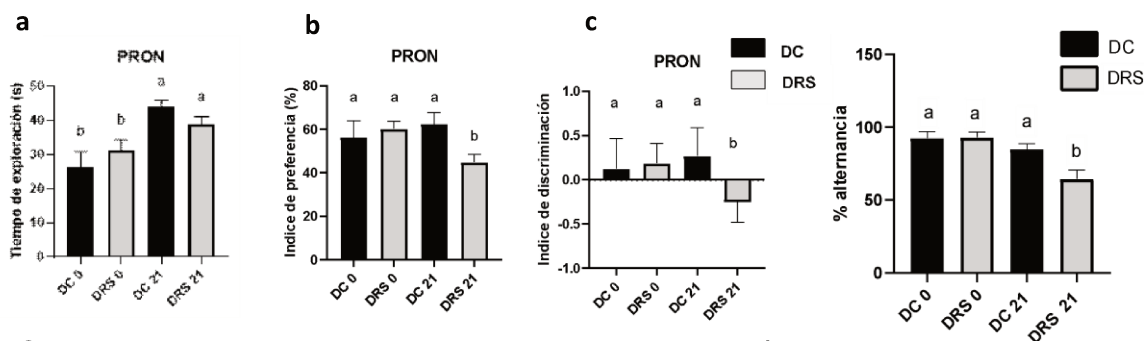 a
PRON
Tiempo de exploración (s)
50
40
30
20
10
0
b
b
a
a
DC 0
DRS 0
DC 21
DRS 21
b
PRON
Indice de preferencia (%)
80
60
40
20
0
a
a
a
b
DC 0
DRS 0
DC 21
DRS 21
c
PRON
DC
DRS
Indice de discriminación
1.0
0.5
0.0
-0.5
-1.0
a
a
a
b
DC 0
DRS 0
DC 21
DRS 21
DC
DRS
% alternancia
150
100
50
0
a
a
a
b
DC 0
DRS 0
DC 21
DRS 21